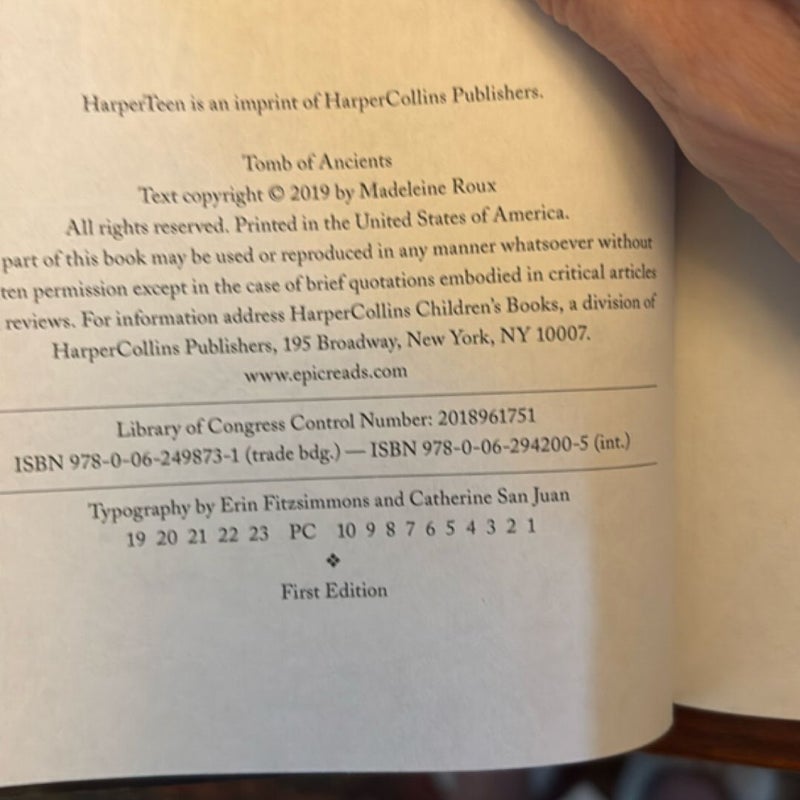 HarperTeen is an imprint of HarperCollins Publishers.
Tomb of Ancients
Text copyright © 2019 by Madeleine Roux
All rights reserved. Printed in the United States of America.
part of this book may be used or reproduced in any manner whatsoever without
ten permission except in the case of brief quotations embodied in critical articles
reviews. For information address HarperCollins Children's Books, a division of
HarperCollins Publishers, 195 Broadway, New York, NY 10007.
www.epicreads.com
Library of Congress Control Number: 2018961751
ISBN 978-0-06-249873-1 (trade bdg.) — ISBN 978-0-06-294200-5 (int.)
Typography by Erin Fitzsimmons and Catherine San Juan
19 20 21 22 23 PC 10 9 8 7 6 5 4 3 2 1
❖
First Edition